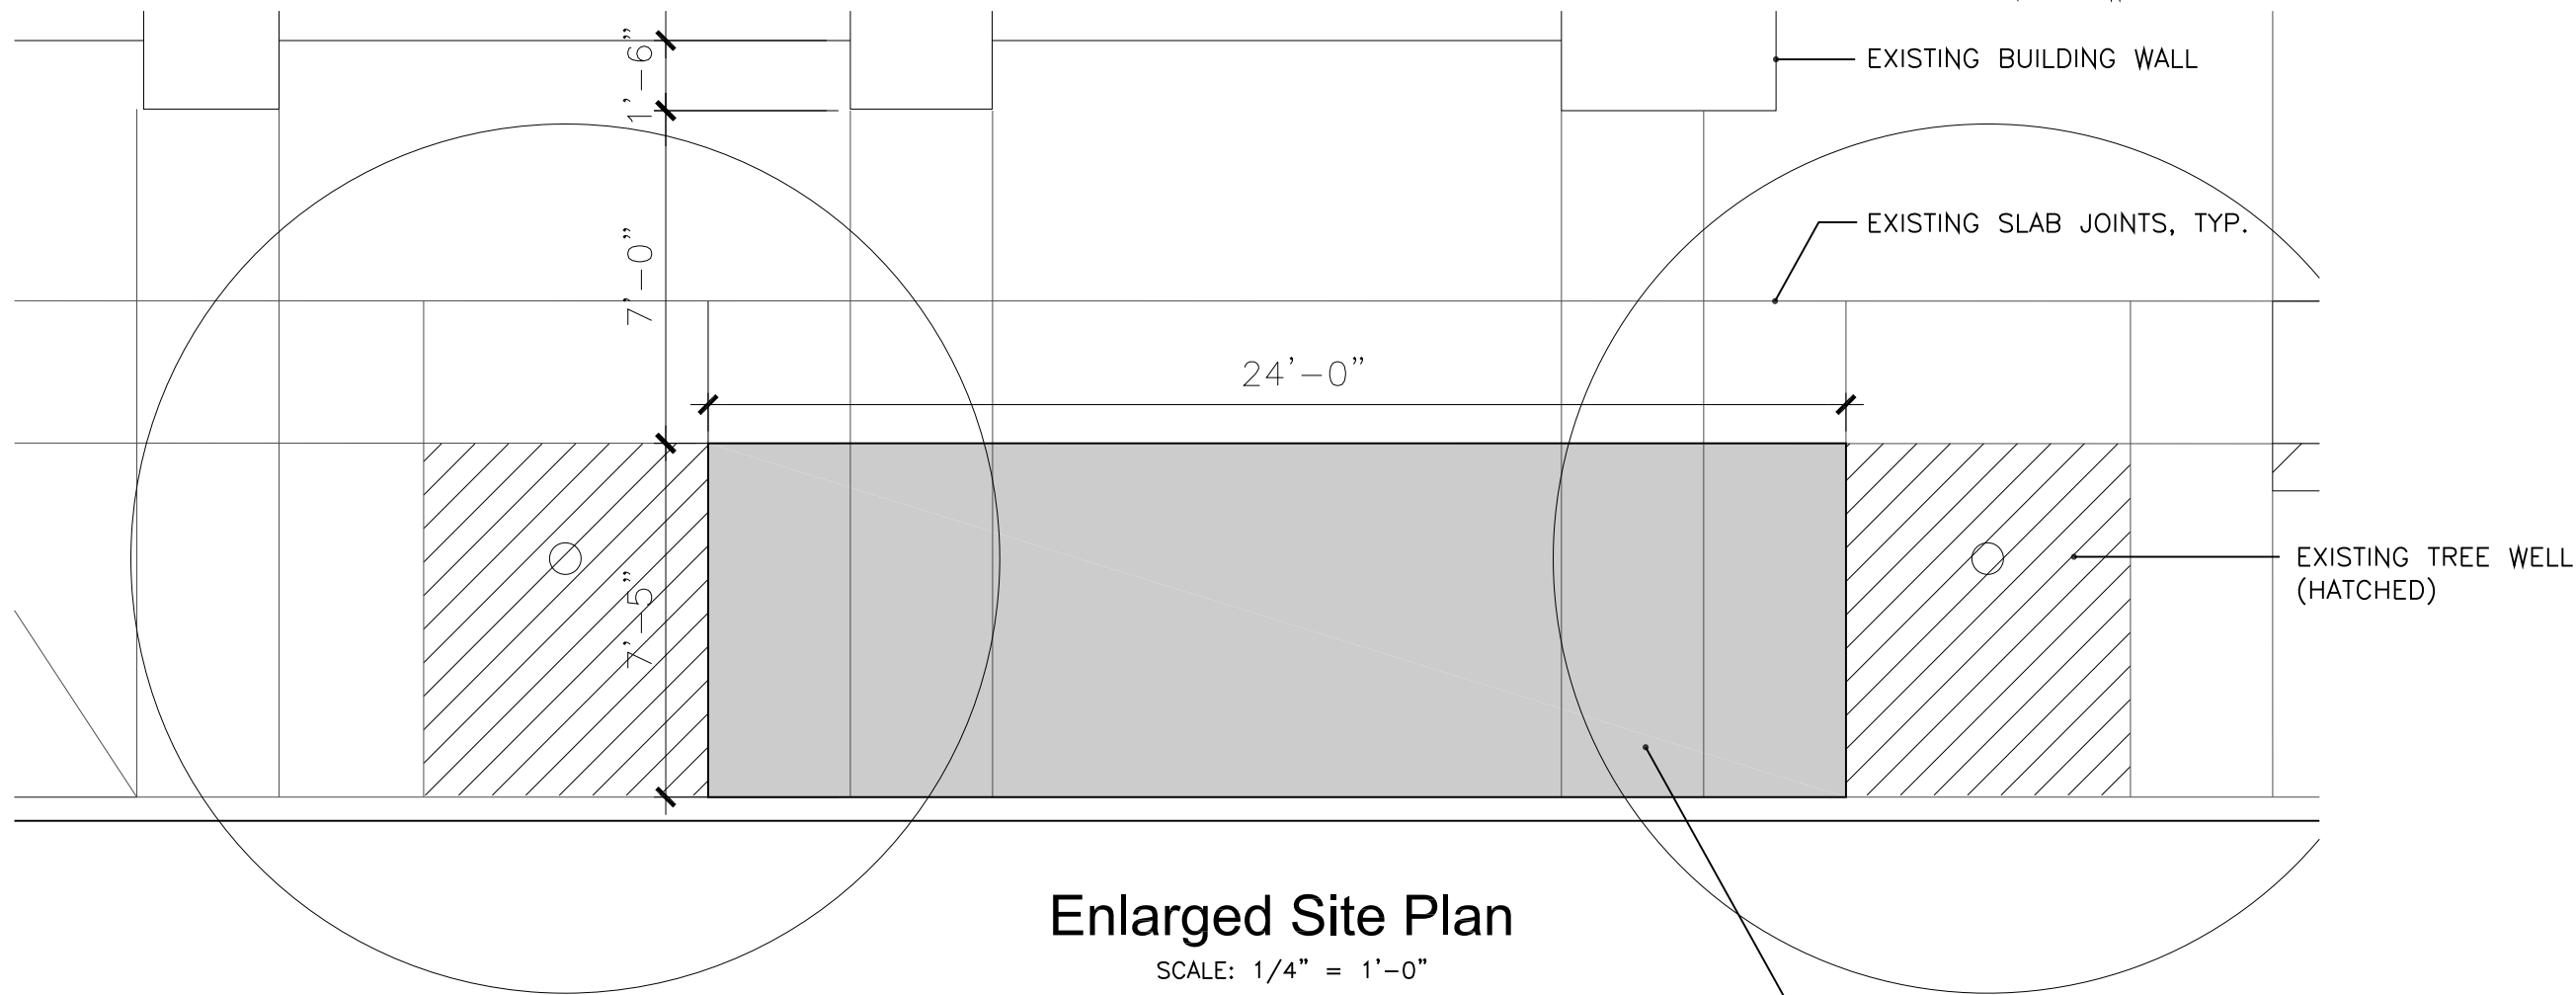 1'-6"
EXISTING BUILDING WALL
7'-0"
EXISTING SLAB JOINTS, TYP.
24'-0"
7'-5"
EXISTING TREE WELL
(HATCHED)
Enlarged Site Plan
SCALE: 1/4" = 1'-0"